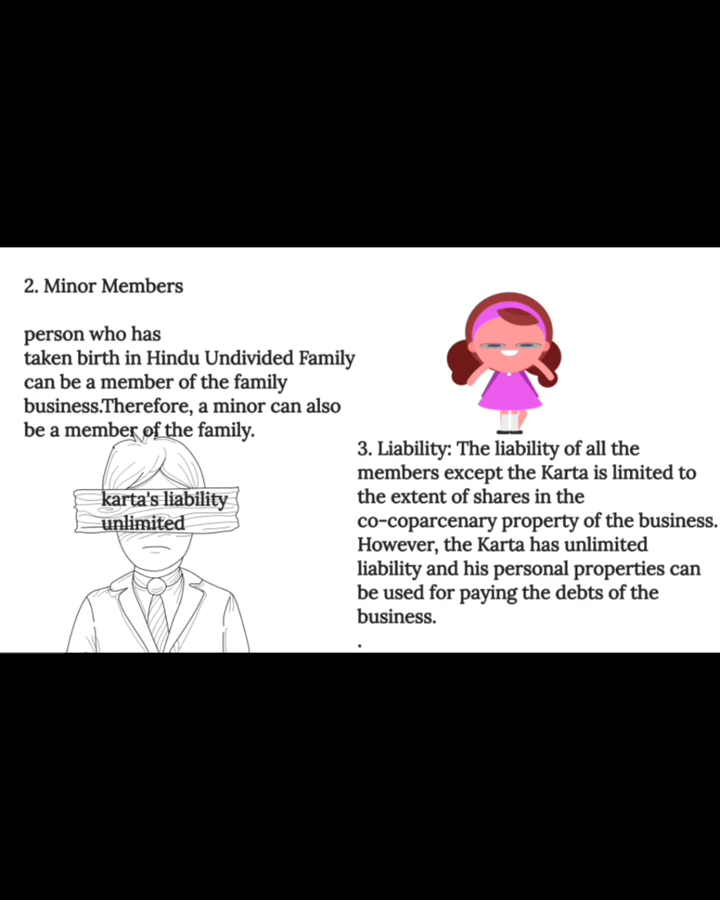 2. Minor Members
person who has
taken birth in Hindu Undivided Family
can be a member of the family
business.Therefore, a minor can also
be a member of the family.
karta's liability
unlimited
3. Liability: The liability of all the
members except the Karta is limited to
the extent of shares in the
co-coparcenary property of the business.
However, the Karta has unlimited
liability and his personal properties can
be used for paying the debts of the
business.
.